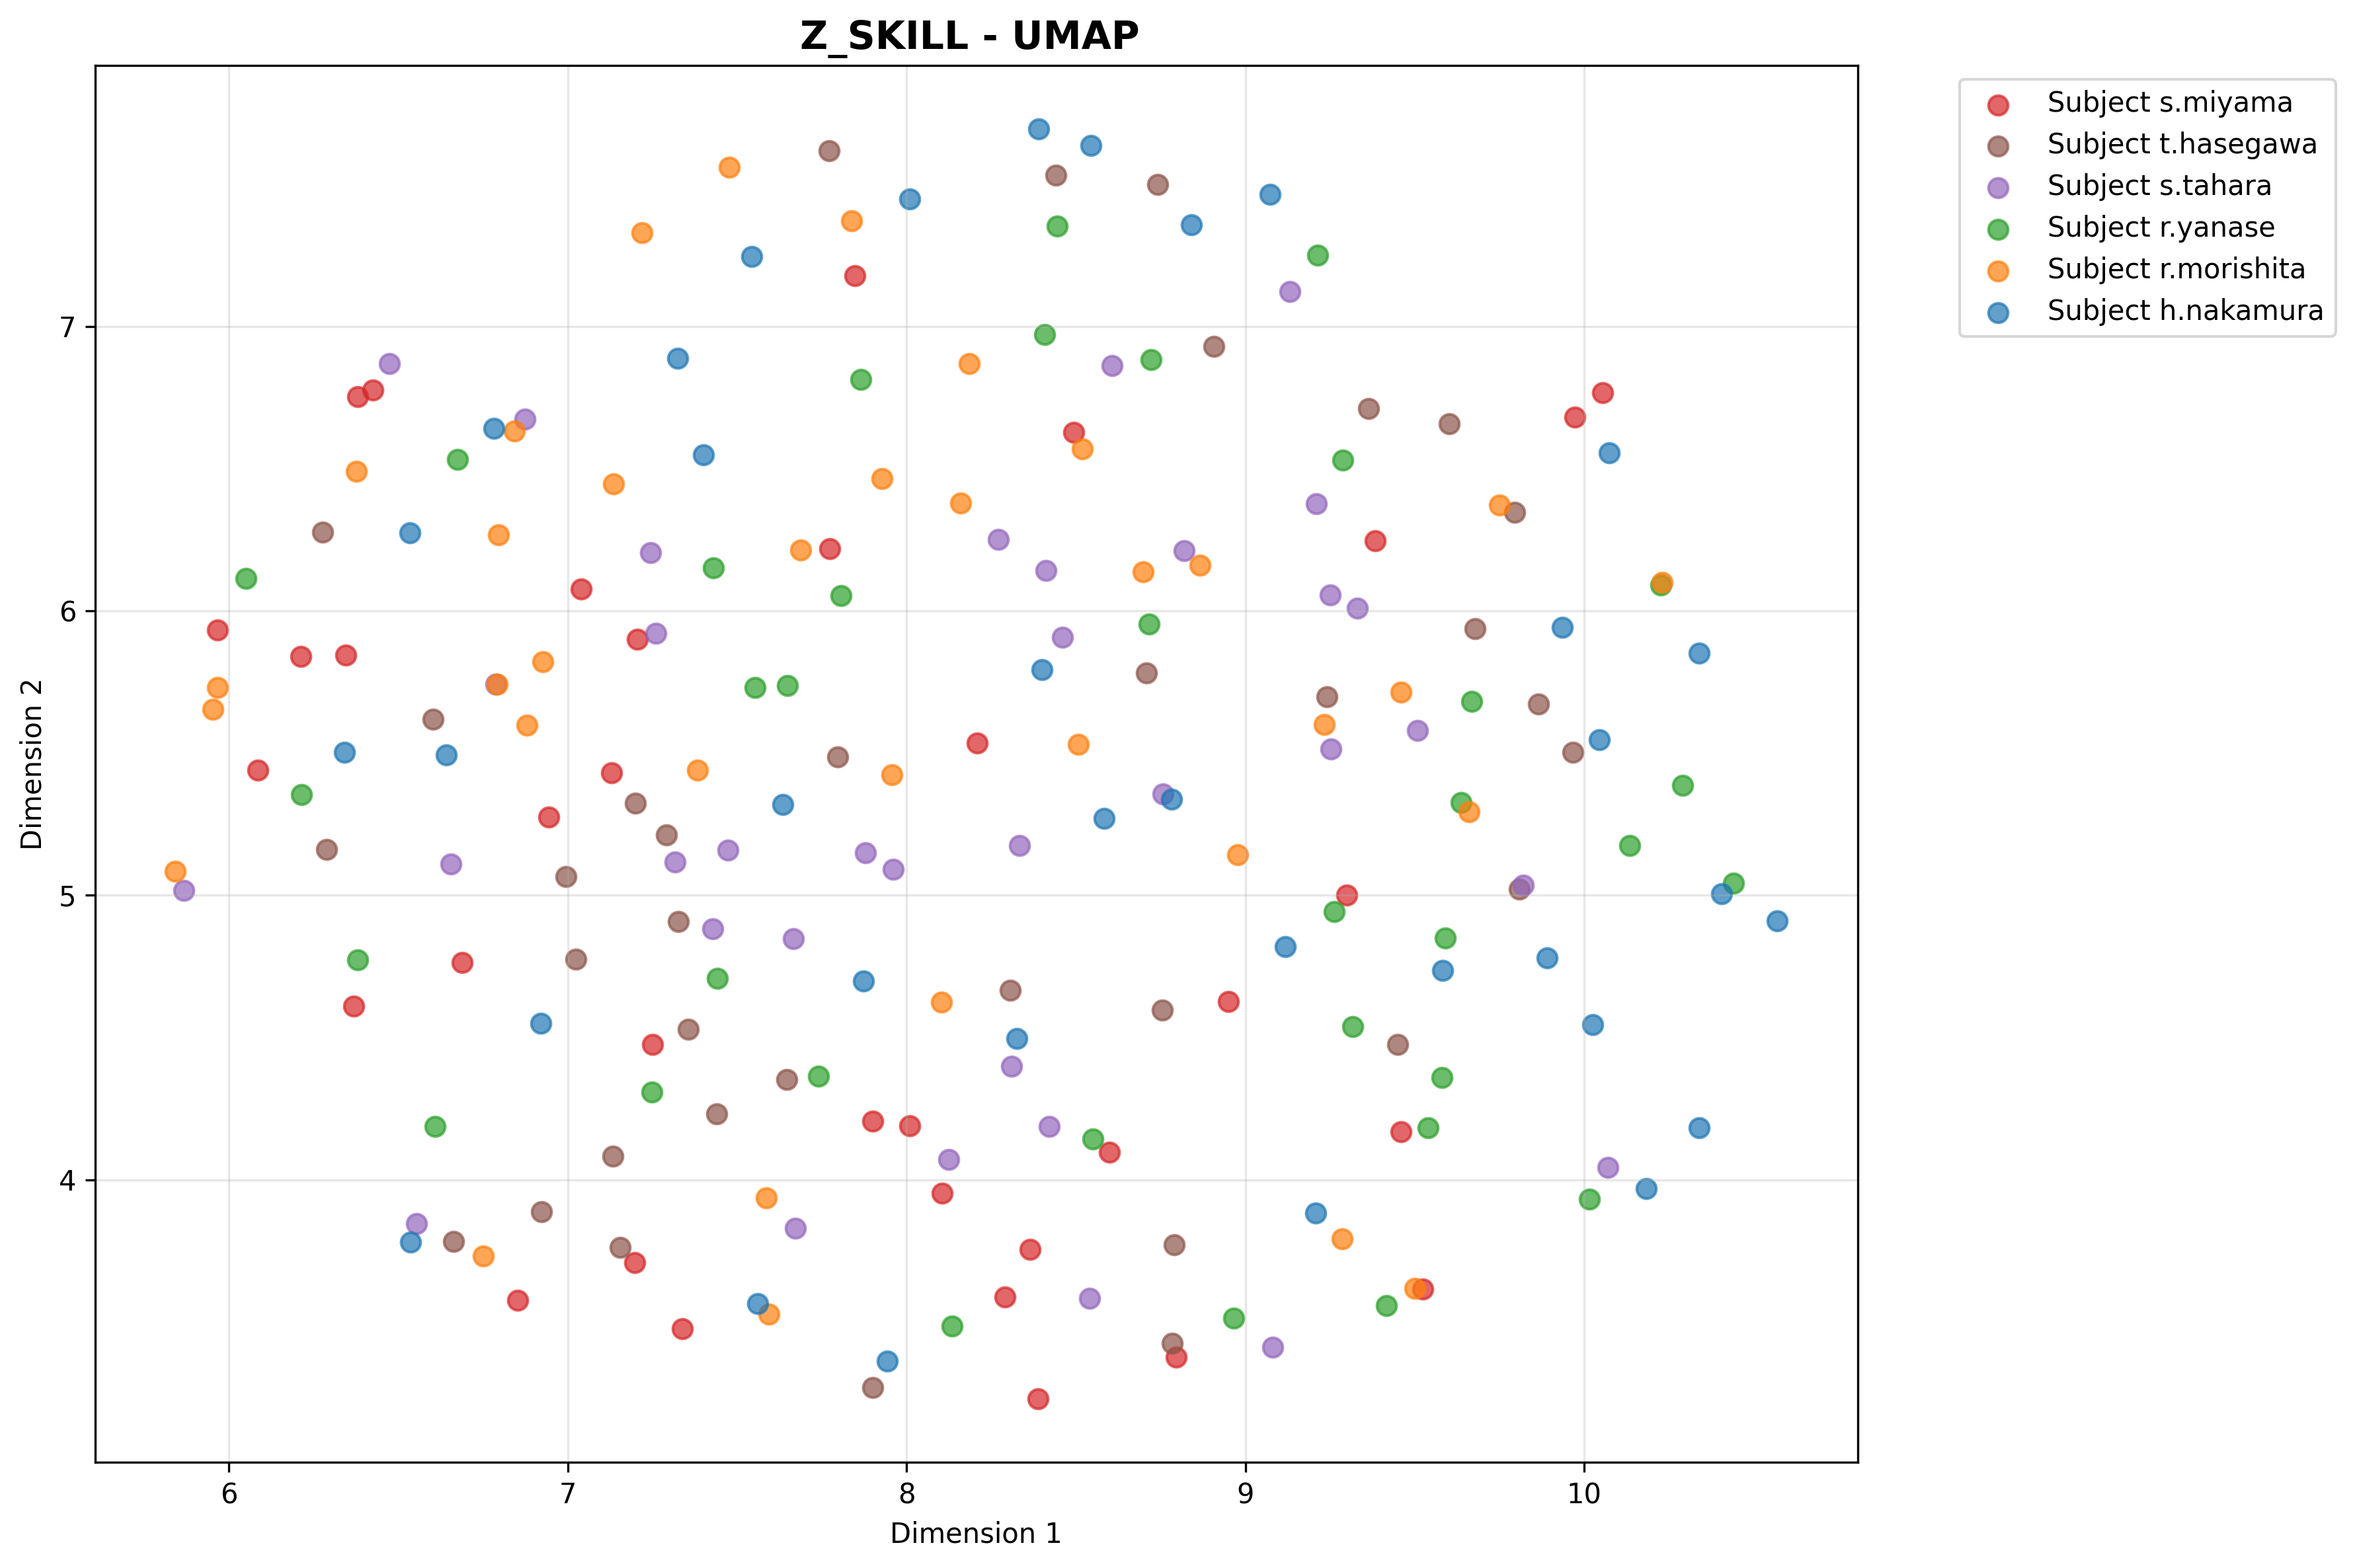 Z_SKILL - UMAP
Subject s.miyama
Subject t.hasegawa
Subject s.tahara
Subject r.yanase
Subject r.morishita
Subject h.nakamura
Dimension 2
7
6
5
4
6 7 8 9 10
Dimension 1